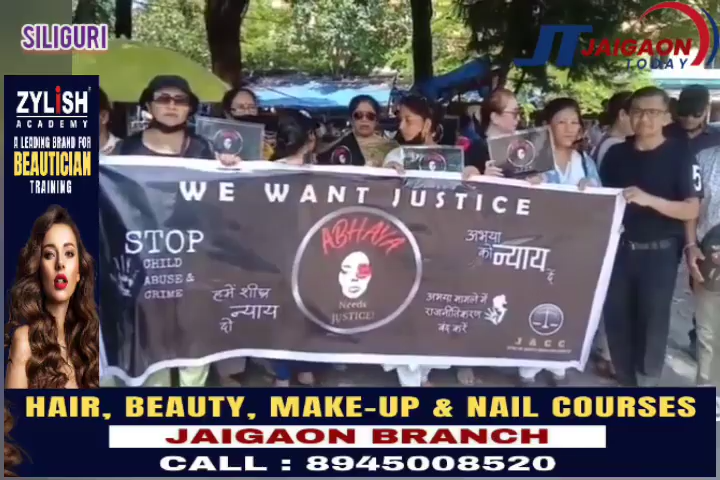 SILIGURI
JT JAIGAON
TODAY
ZYLiSH
ACADEMY
A LEADING BRAND FOR
BEAUTICIAN
TRAINING
WE WANT JUSTICE
STOP
CHILD
ABUSE &
CRIME
हमें शीघ्र
न्याय
दो
ABHAYA
Needs
JUSTICE!
अभया
को न्याय दें
अभया मामले में
राजनीतिकरण
बंद करें
J A C C
HAIR, BEAUTY, MAKE-UP & NAIL COURSES
JAIGAON BRANCH
CALL : 8945008520